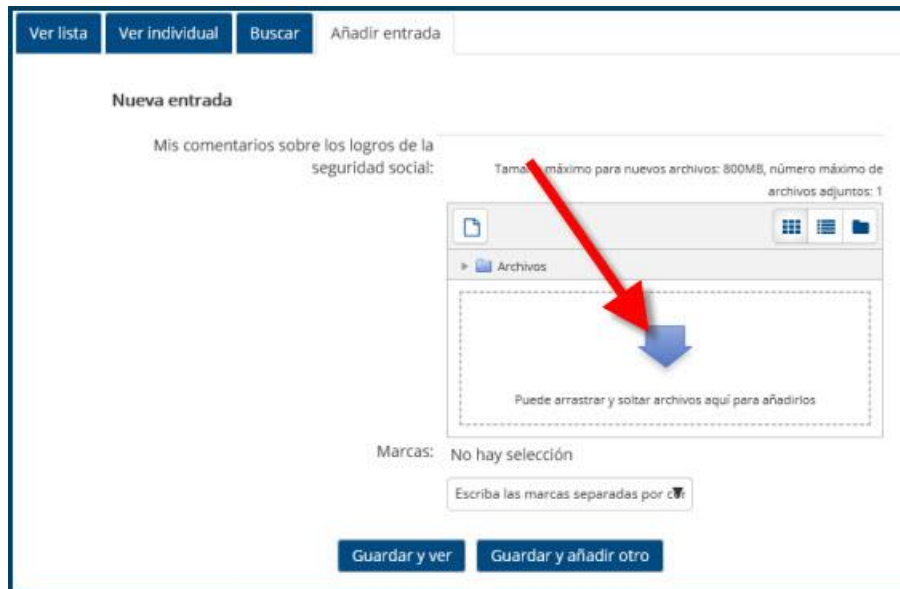 Ver lista Ver individual Buscar Añadir entrada
Nueva entrada
Mis comentarios sobre los logros de la
seguridad social:
Tamaño máximo para nuevos archivos: 800MB, número máximo de
archivos adjuntos: 1
Archivos
Puede arrastrar y soltar archivos aquí para añadirlos
Marcas: No hay selección
Escriba las marcas separadas por
Guardar y ver Guardar y añadir otro